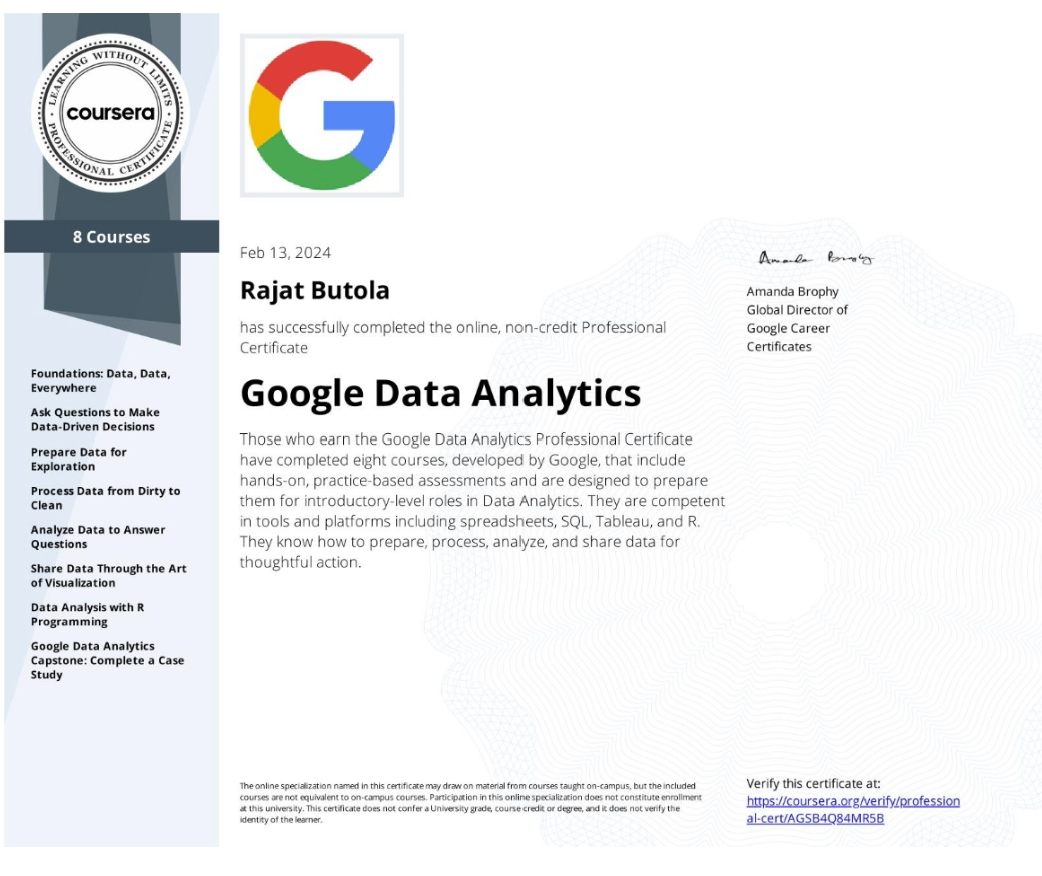 LEARNING WITHOUT LIMITS
coursera
PROFESSIONAL CERTIFICATE
8 Courses
Foundations: Data, Data,
Everywhere
Ask Questions to Make
Data-Driven Decisions
Prepare Data for
Exploration
Process Data from Dirty to
Clean
Analyze Data to Answer
Questions
Share Data Through the Art
of Visualization
Data Analysis with R
Programming
Google Data Analytics
Capstone: Complete a Case
Study
G
Feb 13, 2024
Rajat Butola
has successfully completed the online, non-credit Professional
Certificate
Google Data Analytics
Those who earn the Google Data Analytics Professional Certificate
have completed eight courses, developed by Google, that include
hands-on, practice-based assessments and are designed to prepare
them for introductory-level roles in Data Analytics. They are competent
in tools and platforms including spreadsheets, SQL, Tableau, and R.
They know how to prepare, process, analyze, and share data for
thoughtful action.
The online specialization named in this certificate may draw on material from courses taught on-campus, but the included
courses are not equivalent to on-campus courses. Participation in this online specialization does not constitute enrollment
at this university. This certificate does not confer a University grade, course credit or degree, and it does not verify the
identity of the learner.
Amanda Brophy
Amanda Brophy
Global Director of
Google Career
Certificates
Verify this certificate at:
https://coursera.org/verify/profession
al-cert/AGSB4Q84MR5B